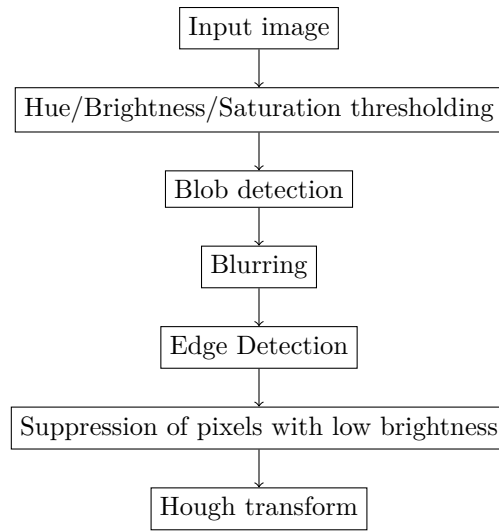 Input image
Hue/Brightness/Saturation thresholding
Blob detection
Blurring
Edge Detection
Suppression of pixels with low brightness
Hough transform